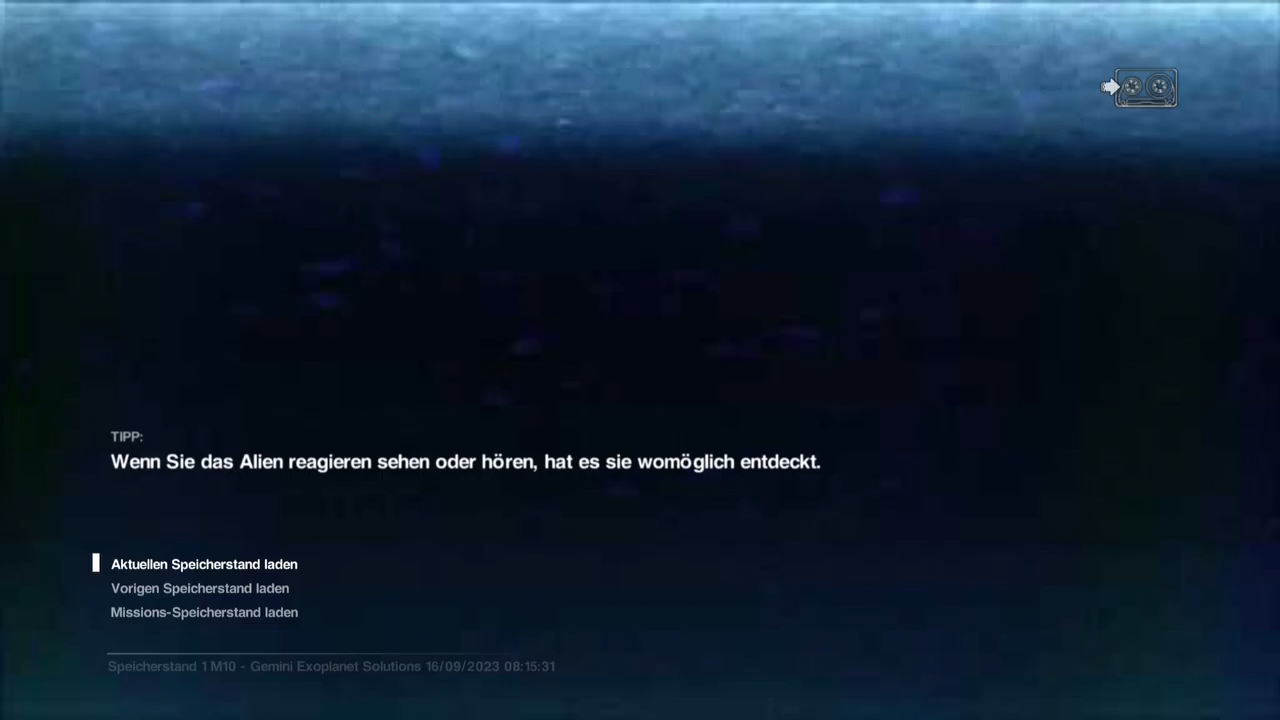 TIPP:
Wenn Sie das Alien reagieren sehen oder hören, hat es sie womöglich entdeckt.
Aktuellen Speicherstand laden
Vorigen Speicherstand laden
Missions-Speicherstand laden
Speicherstand 1 M10 - Gemini Exoplanet Solutions 16/09/2023 08:15:31